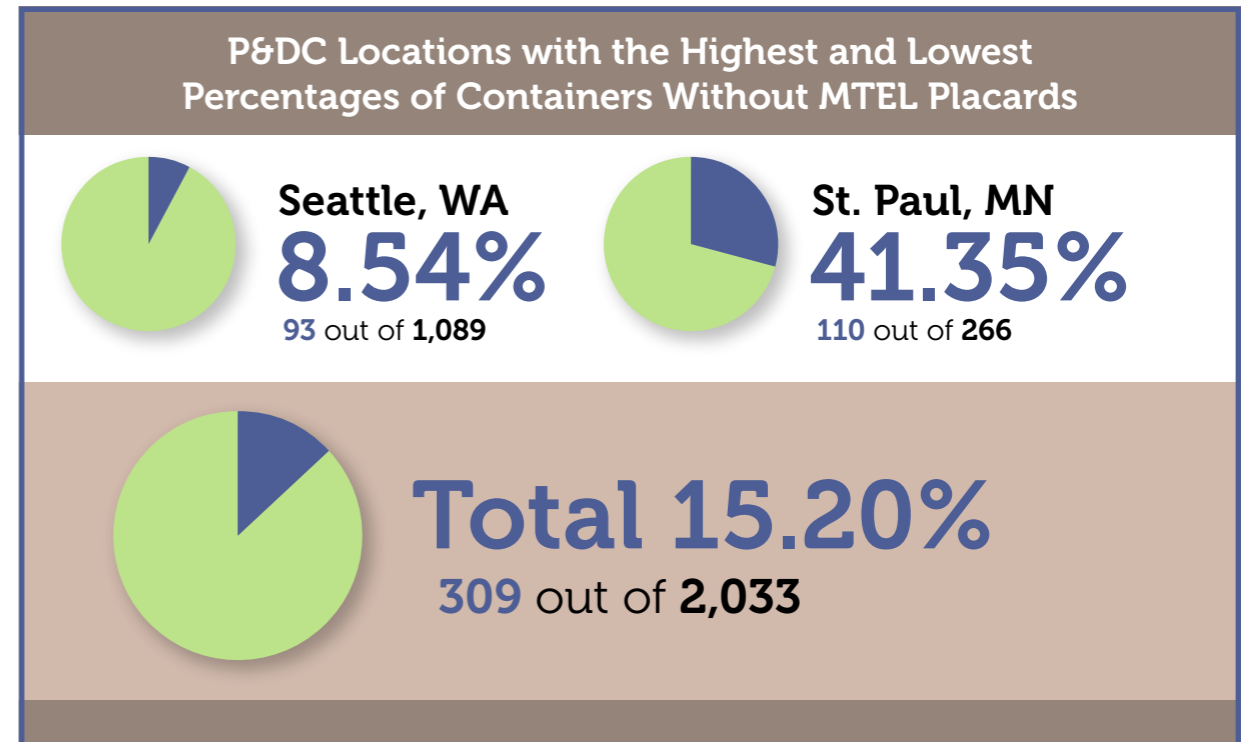 P&DC Locations with the Highest and Lowest
Percentages of Containers Without MTEL Placards
Seattle, WA
8.54%
93 out of 1,089
St. Paul, MN
41.35%
110 out of 266
Total 15.20%
309 out of 2,033